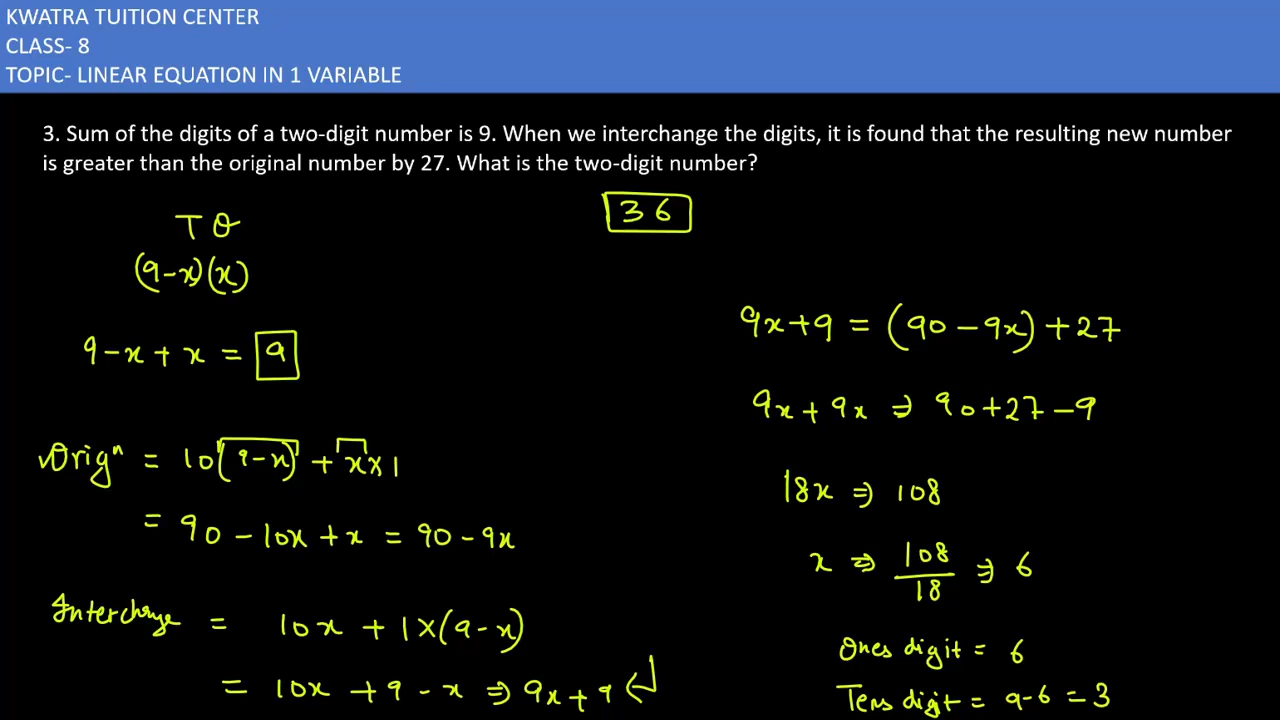 KWATRA TUITION CENTER
CLASS- 8
TOPIC- LINEAR EQUATION IN 1 VARIABLE
3. Sum of the digits of a two-digit number is 9. When we interchange the digits, it is found that the resulting new number
is greater than the original number by 27. What is the two-digit number?
36
T O
(9-x)(x)
9-x+x = 9
Origⁿ = 10(9-x) + x×1
= 90 - 10x + x = 90 - 9x
Interchange = 10x + 1×(9-x)
= 10x + 9 - x ⇒ 9x + 9
9x+9 = (90-9x)+27
9x+9x ⇒ 90+27-9
18x ⇒ 108
x ⇒ 108/18 ⇒ 6
Ones digit = 6
Tens digit = 9-6 = 3